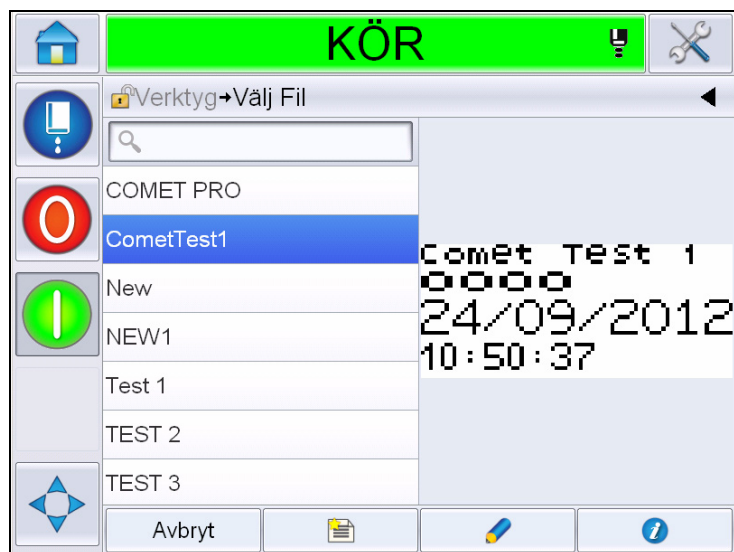 KÖR
Verktyg→Välj Fil
COMET PRO
CometTest1
New
NEW1
Test 1
TEST 2
TEST 3
Comet Test 1
0000
24/09/2012
10:50:37
Avbryt